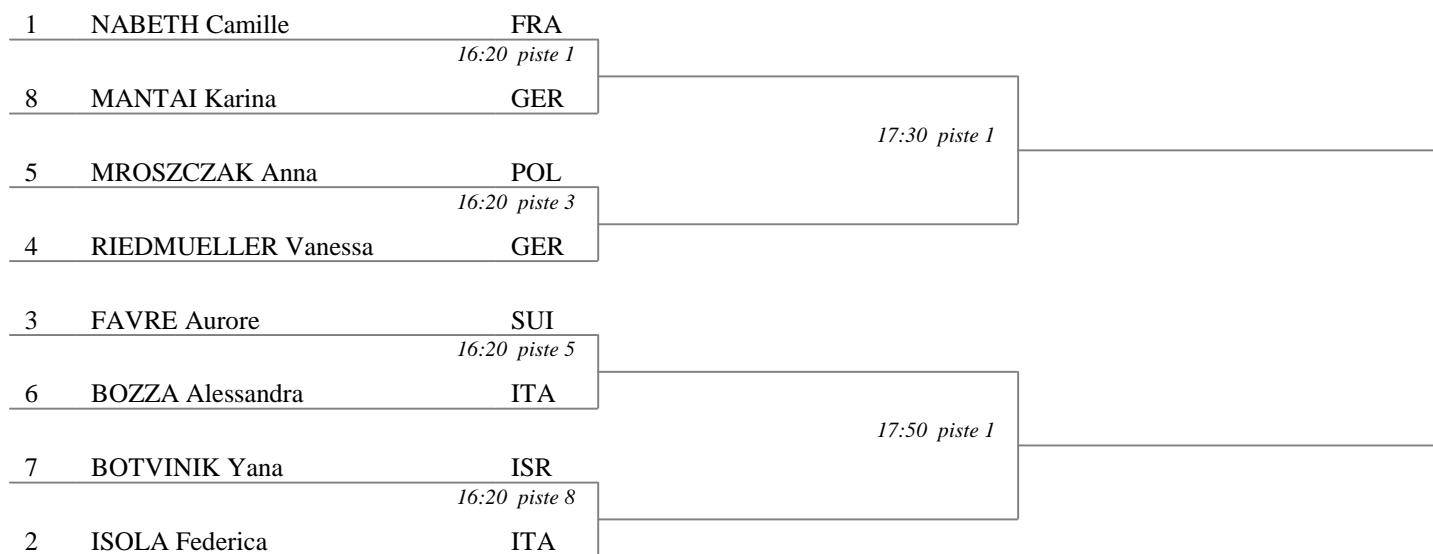 1 NABETH Camille FRA
16:20 piste 1
8 MANTAI Karina GER
17:30 piste 1
5 MROSZCZAK Anna POL
16:20 piste 3
4 RIEDMUELLER Vanessa GER
3 FAVRE Aurore SUI
16:20 piste 5
6 BOZZA Alessandra ITA
17:50 piste 1
7 BOTVINIK Yana ISR
16:20 piste 8
2 ISOLA Federica ITA